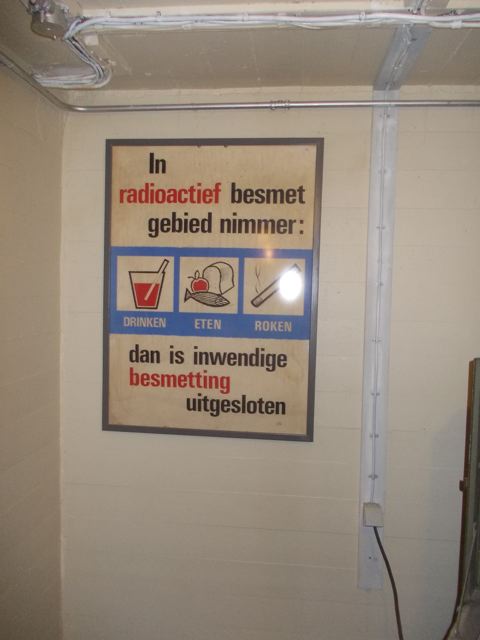 In
radioactief besmet
gebied nimmer:
DRINKEN ETEN ROKEN
dan is inwendige
besmetting
uitgesloten